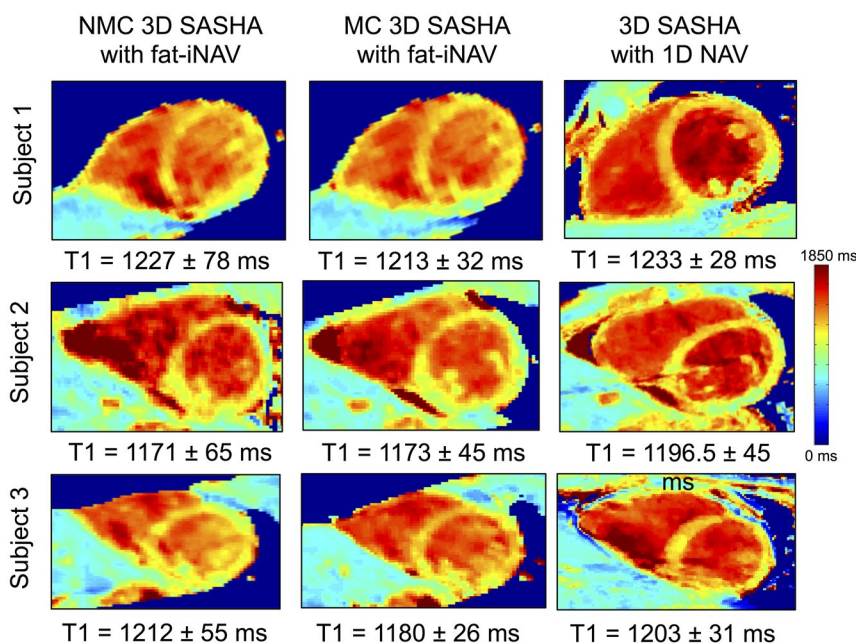 NMC 3D SASHA
with fat-iNAV
MC 3D SASHA
with fat-iNAV
3D SASHA
with 1D NAV
Subject 1
T1 = 1227 ± 78 ms
T1 = 1213 ± 32 ms
T1 = 1233 ± 28 ms
1850 ms
0 ms
Subject 2
T1 = 1171 ± 65 ms
T1 = 1173 ± 45 ms
T1 = 1196.5 ± 45
ms
Subject 3
T1 = 1212 ± 55 ms
T1 = 1180 ± 26 ms
T1 = 1203 ± 31 ms